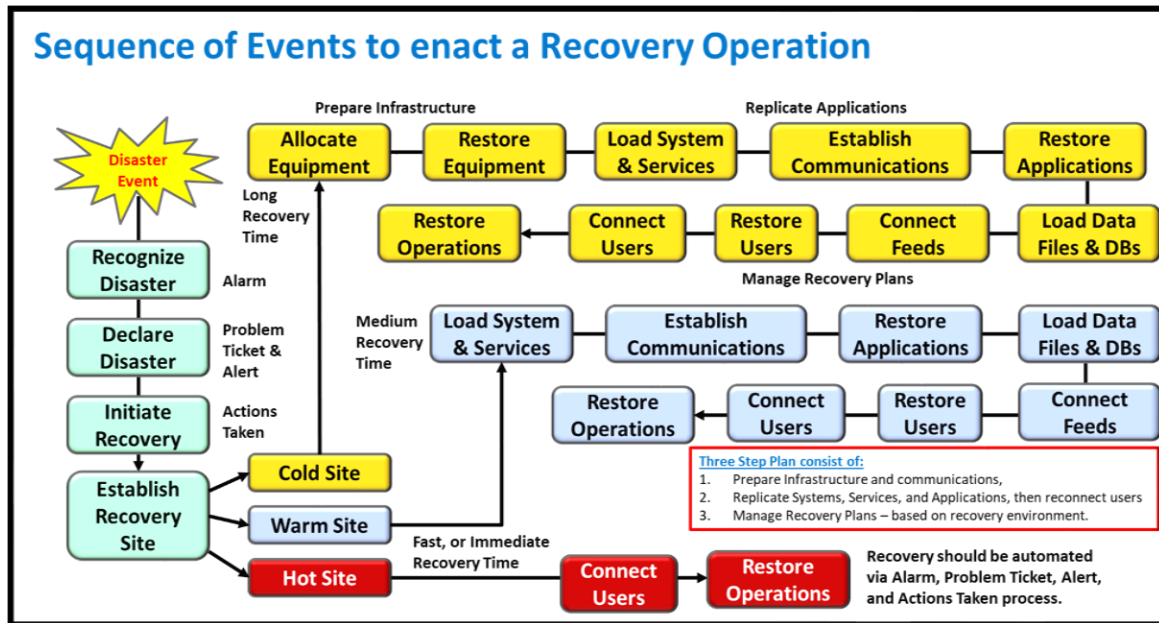 Sequence of Events to enact a Recovery Operation
Prepare Infrastructure
Replicate Applications
Disaster
Event
Allocate
Equipment
Restore
Equipment
Load System
& Services
Establish
Communications
Restore
Applications
Long
Recovery
Time
Restore
Operations
Connect
Users
Restore
Users
Connect
Feeds
Load Data
Files & DBs
Manage Recovery Plans
Recognize
Disaster
Alarm
Declare
Disaster
Problem
Ticket &
Alert
Medium
Recovery
Time
Load System
& Services
Establish
Communications
Restore
Applications
Load Data
Files & DBs
Initiate
Recovery
Actions
Taken
Restore
Operations
Connect
Users
Restore
Users
Connect
Feeds
Establish
Recovery
Site
Cold Site
Warm Site
Hot Site
Three Step Plan consist of:
1. Prepare Infrastructure and communications,
2. Replicate Systems, Services, and Applications, then reconnect users
3. Manage Recovery Plans – based on recovery environment.
Fast, or Immediate
Recovery Time
Connect
Users
Restore
Operations
Recovery should be automated
via Alarm, Problem Ticket, Alert,
and Actions Taken process.